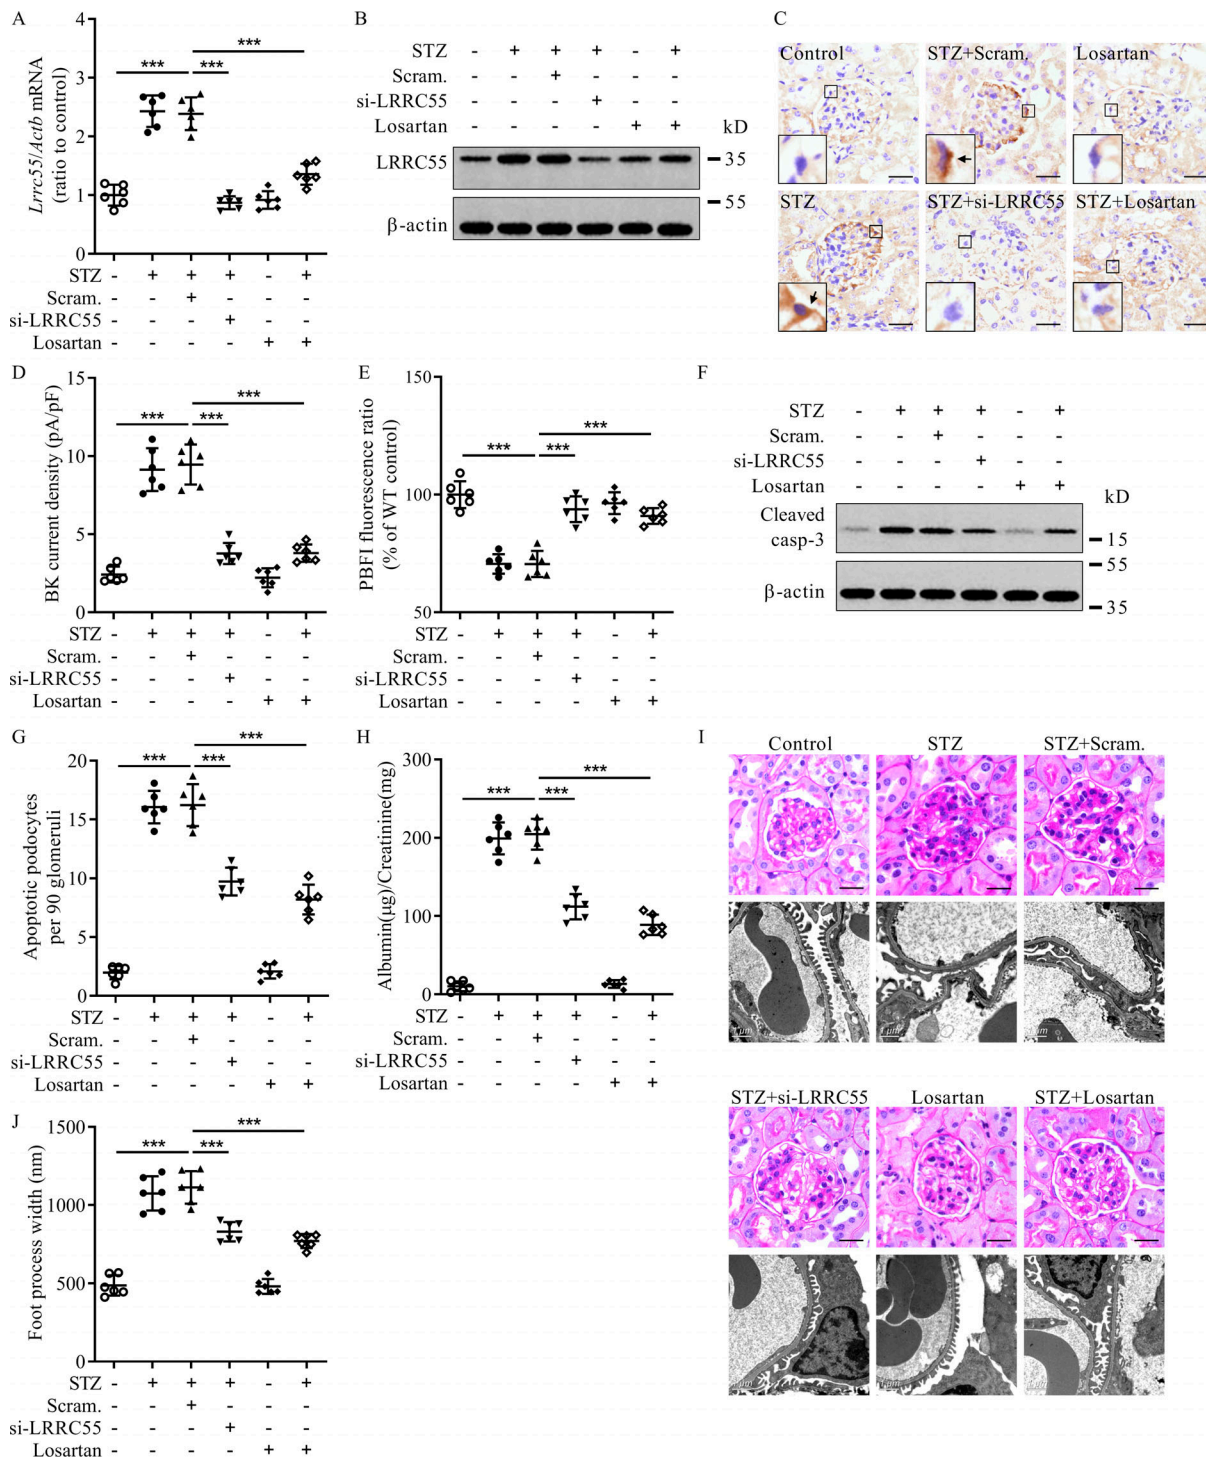 A
4
3
2
1
0
Lrrc55/Actb mRNA
(ratio to control)
*** *** ***
STZ - + + + - +
Scram. - - + - - -
si-LRRC55 - - - + - -
Losartan - - - - + +
B
STZ - + + + - +
Scram. - - + - - -
si-LRRC55 - - - + - -
Losartan - - - - + +
kD
LRRC55
35
55
β-actin
C
Control
STZ+Scram.
Losartan
STZ
STZ+si-LRRC55
STZ+Losartan
D
15
10
5
0
BK current density (pA/pF)
*** *** ***
STZ - + + + - +
Scram. - - + - - -
si-LRRC55 - - - + - -
Losartan - - - - + +
E
150
100
50
PBFI fluorescence ratio
(% of WT control)
*** *** ***
STZ - + + + - +
Scram. - - + - - -
si-LRRC55 - - - + - -
Losartan - - - - + +
F
STZ - + + + - +
Scram. - - + - - -
si-LRRC55 - - - + - -
Losartan - - - - + +
kD
Cleaved
casp-3
15
55
β-actin
35
G
20
15
10
5
0
Apoptotic podocytes
per 90 glomeruli
*** *** ***
STZ - + + + - +
Scram. - - + - - -
si-LRRC55 - - - + - -
Losartan - - - - + +
H
300
200
100
0
Albumin(μg)/Creatinine(mg)
*** *** ***
STZ - + + + - +
Scram. - - + - - -
si-LRRC55 - - - + - -
Losartan - - - - + +
I
Control
STZ
STZ+Scram.
STZ+si-LRRC55
Losartan
STZ+Losartan
J
1500
1000
500
0
Foot process width (nm)
*** *** ***
STZ - + + + - +
Scram. - - + - - -
si-LRRC55 - - - + - -
Losartan - - - - + +